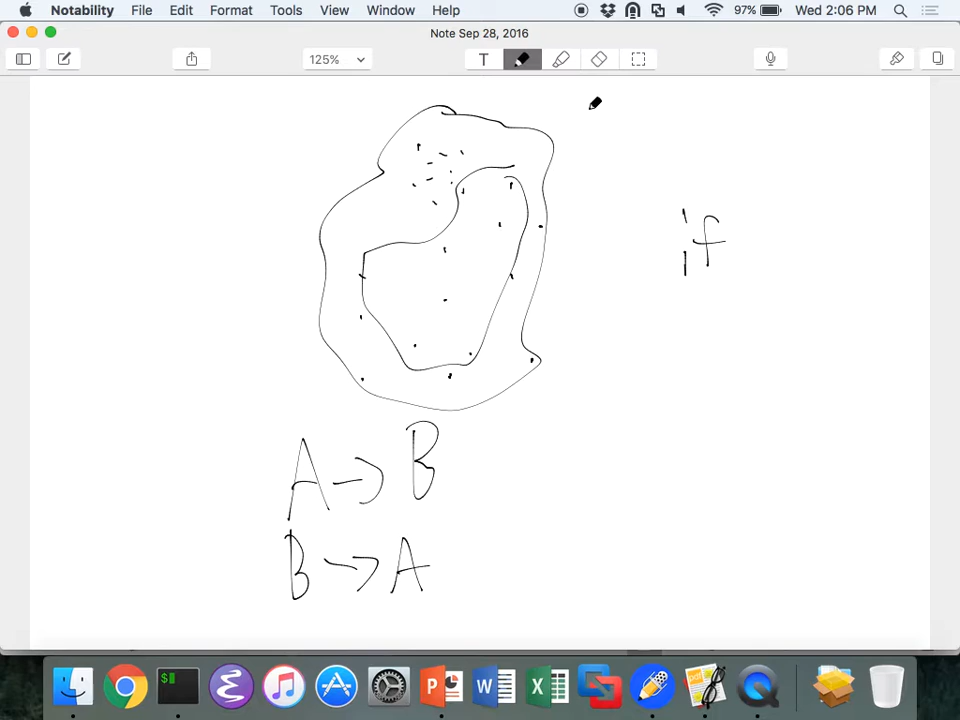 Notability File Edit Format Tools View Window Help 97% Wed 2:06 PM
Note Sep 28, 2016
125% T
if
A → B
B → A
$
P W X
pdf